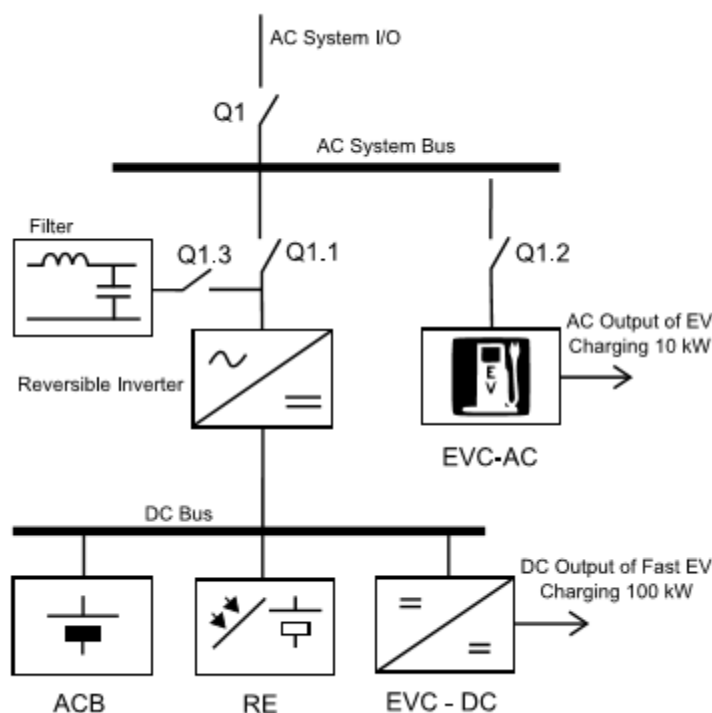 AC System I/O
Q1
AC System Bus
Filter
Q1.3
Q1.1
Q1.2
AC Output of EV
Charging 10 kW
Reversible Inverter
E
V
EVC-AC
DC Bus
DC Output of Fast EV
Charging 100 kW
ACB
RE
EVC - DC